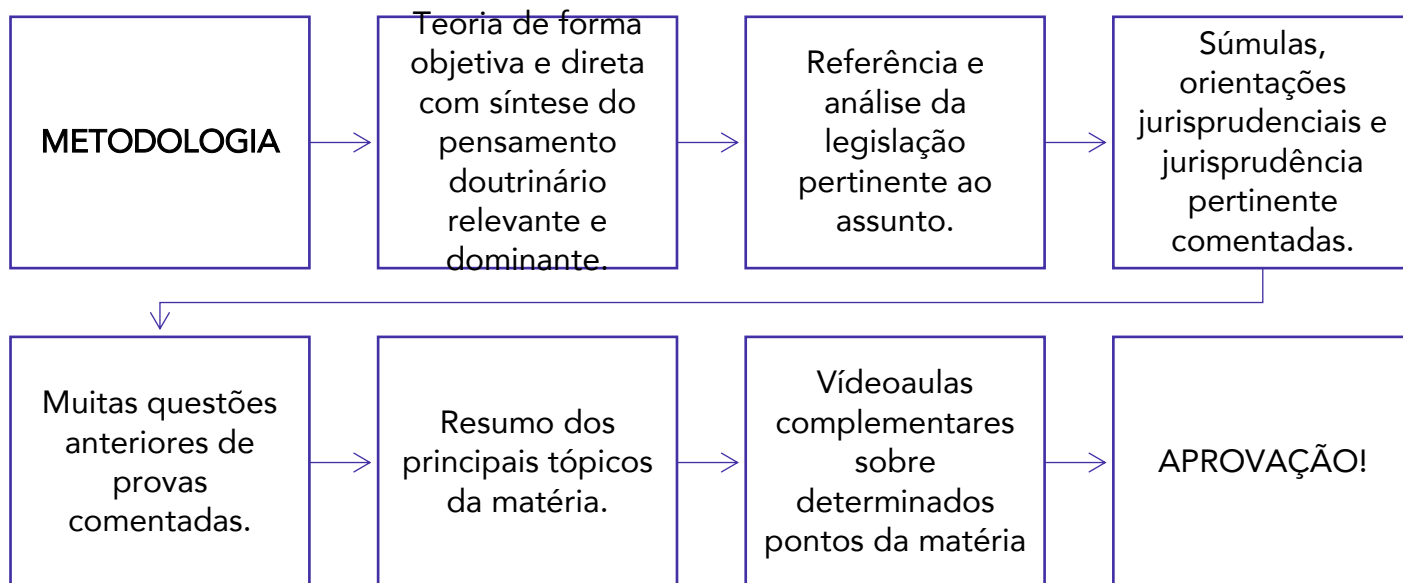 METODOLOGIA
Teoria de forma
objetiva e direta
com síntese do
pensamento
doutrinário
relevante e
dominante.
Referência e
análise da
legislação
pertinente ao
assunto.
Súmulas,
orientações
jurisprudenciais e
jurisprudência
pertinente
comentadas.
Muitas questões
anteriores de
provas
comentadas.
Resumo dos
principais tópicos
da matéria.
Vídeoaulas
complementares
sobre
determinados
pontos da matéria
APROVAÇÃO!